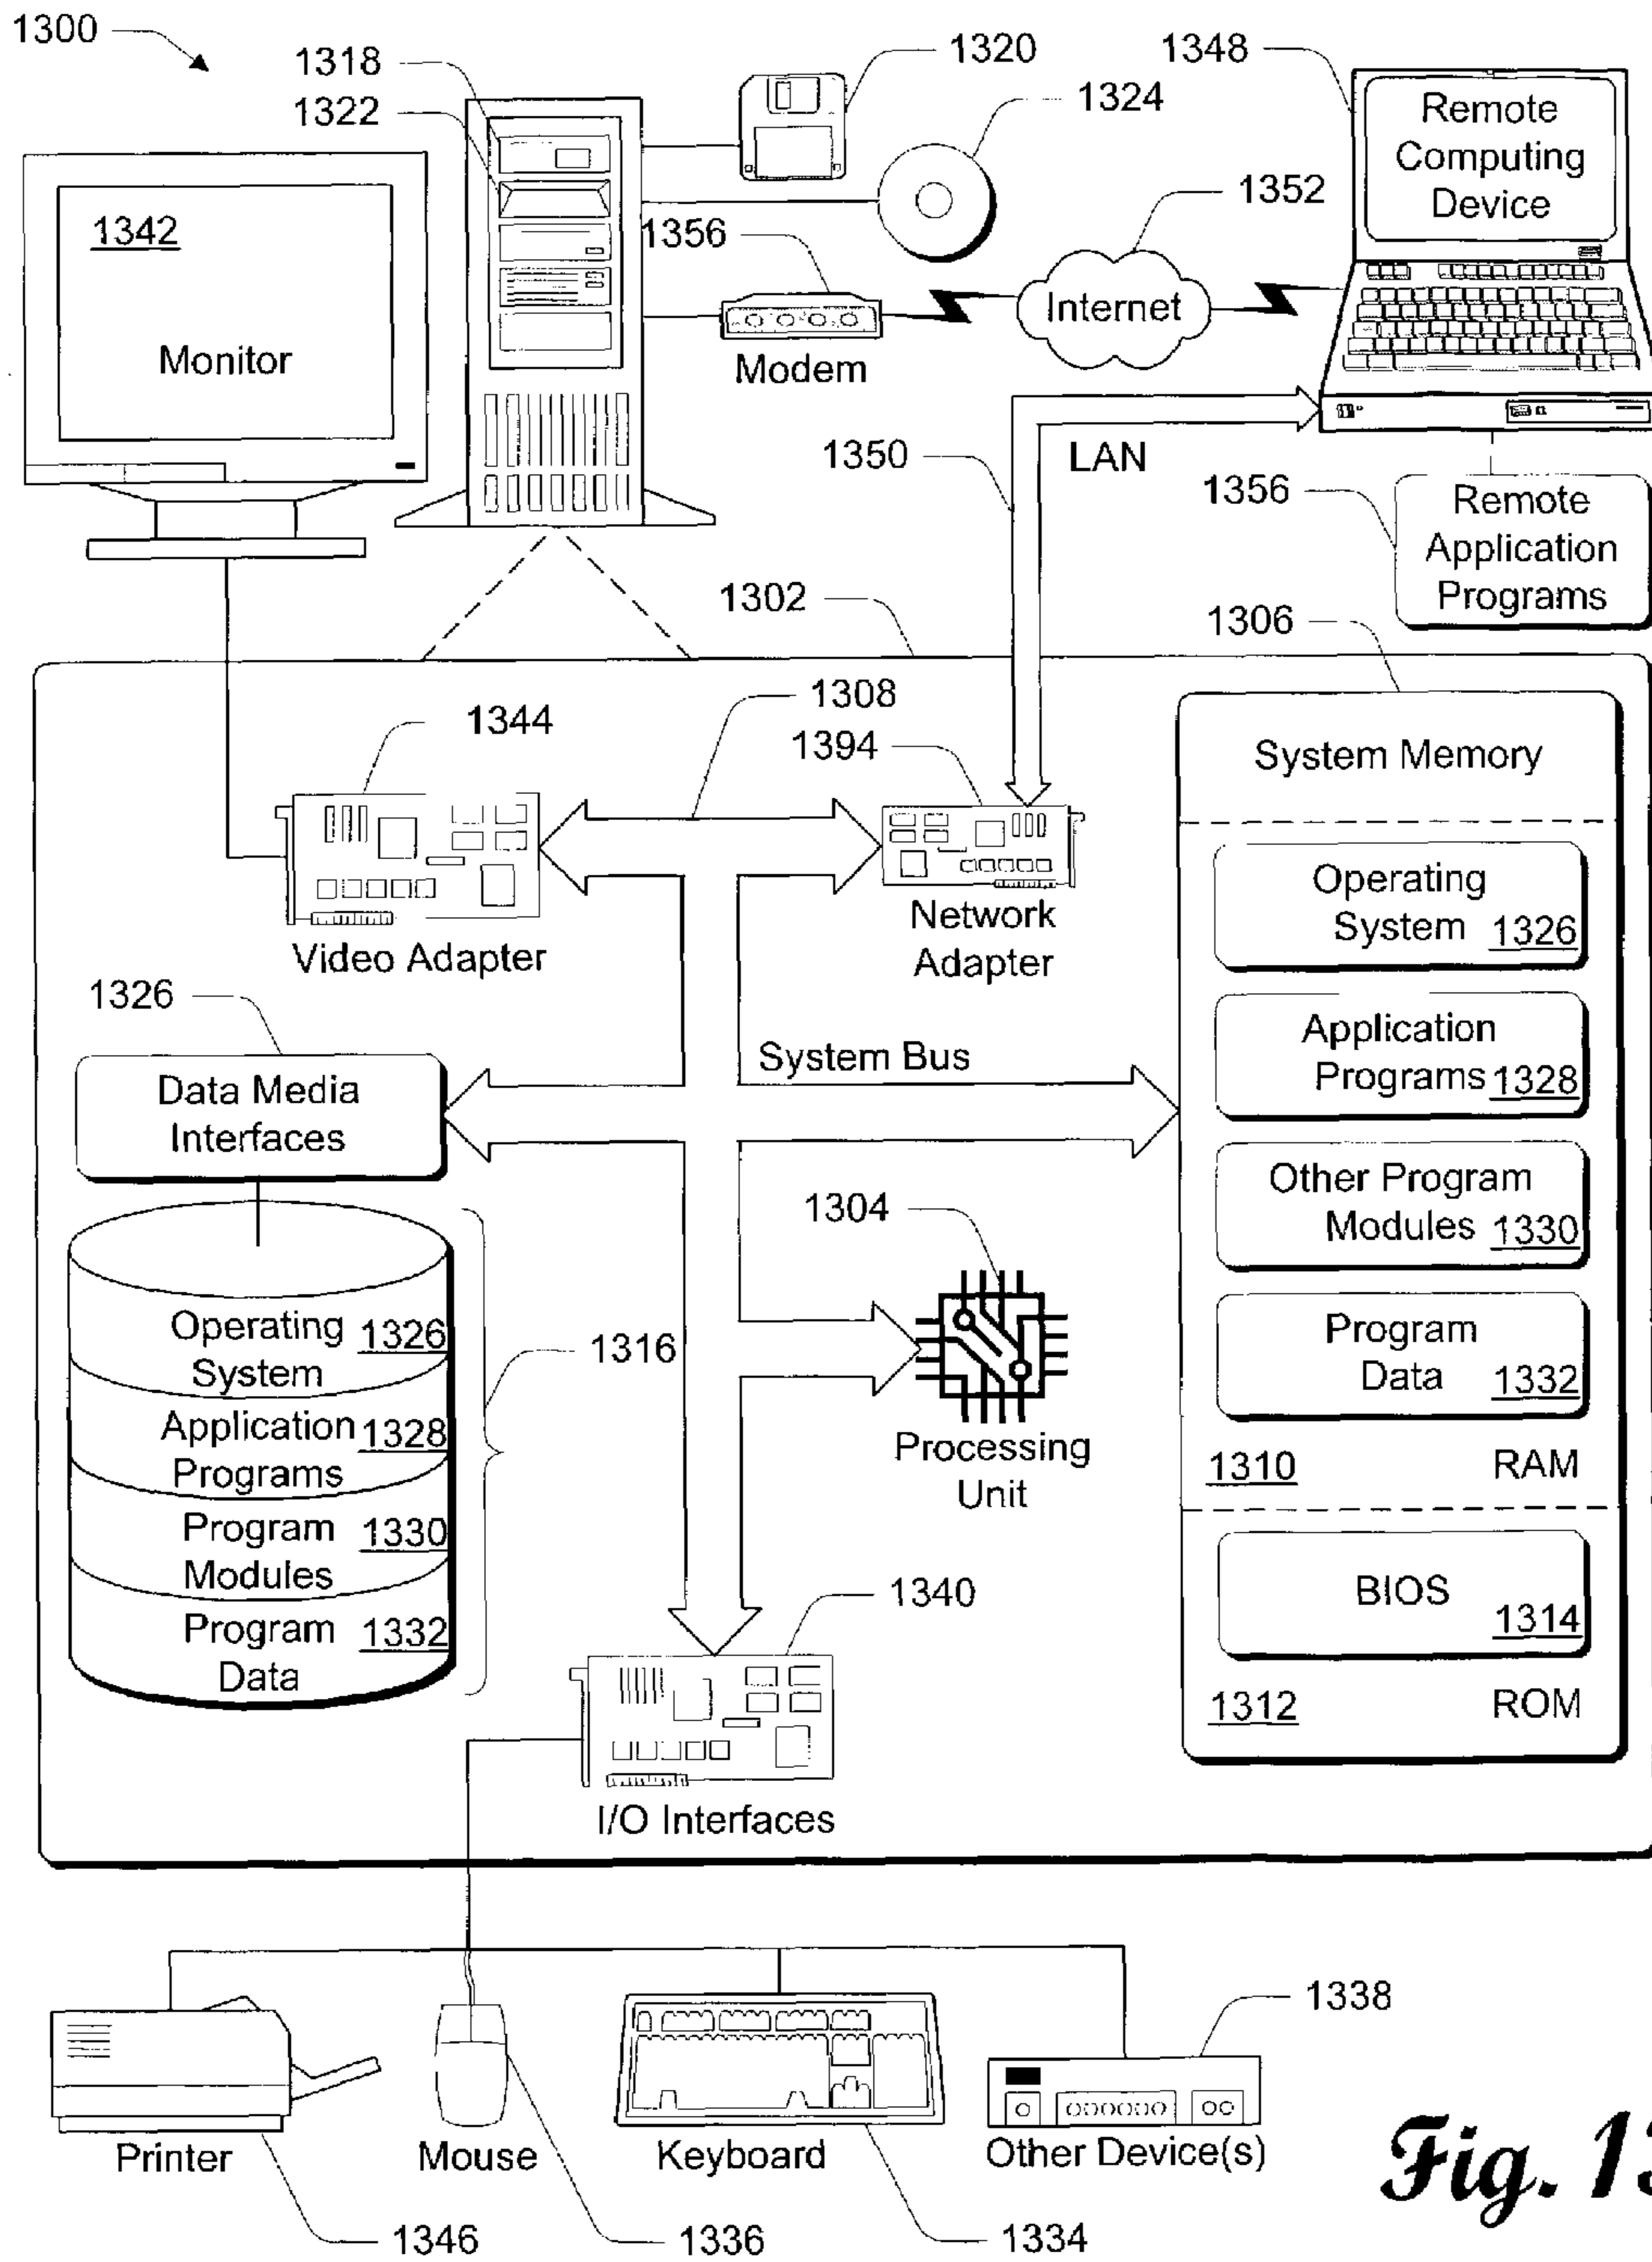 1300
1318
1322
1320
1324
1348
Remote
Computing
Device
1342
Monitor
1356
Modem
1352
Internet
1350
LAN
1356
Remote
Application
Programs
1302
1306
1308
1344
1394
Video Adapter
Network
Adapter
System Memory
Operating
System 1326
Application
Programs 1328
Other Program
Modules 1330
Program
Data 1332
1310 RAM
BIOS
1314
1312 ROM
1326
Data Media
Interfaces
System Bus
1304
Processing
Unit
Operating 1326
System
Application 1328
Programs
Program 1330
Modules
Program 1332
Data
1316
1340
I/O Interfaces
1338
Printer
Mouse
Keyboard
Other Device(s)
1346
1336
1334
Fig. 13